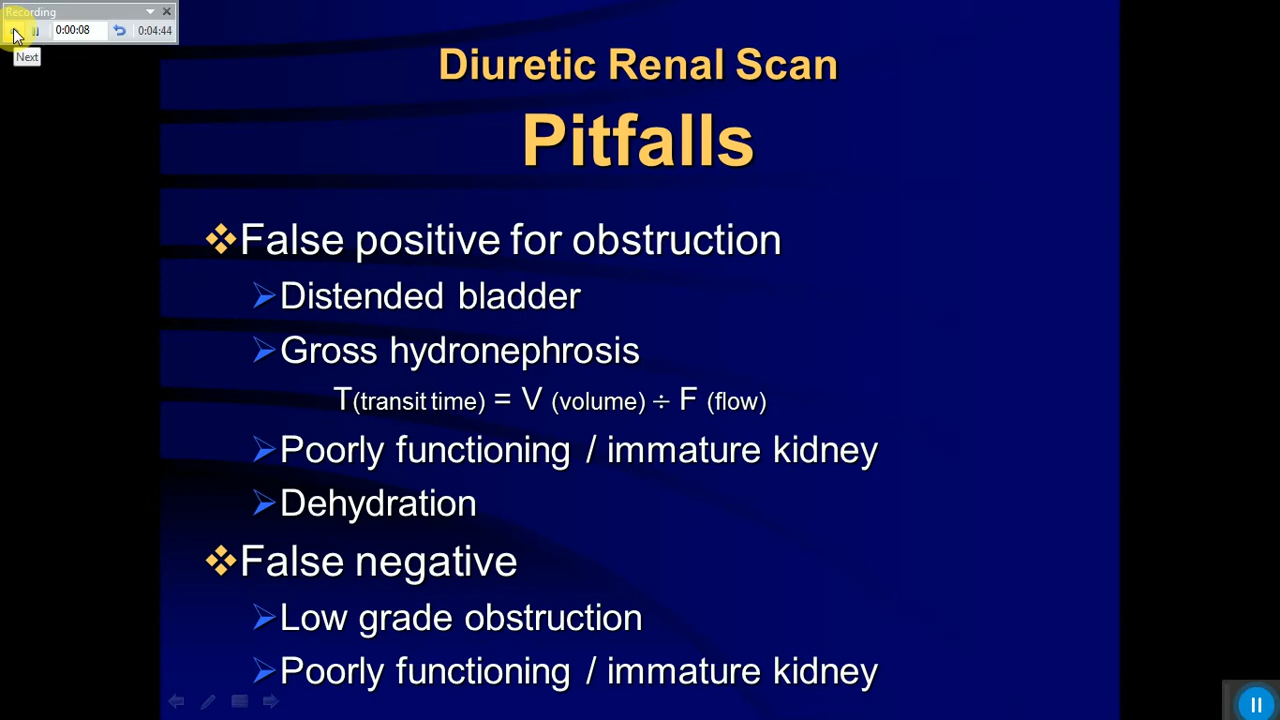 Recording
0:00:08 0:04:44
Next
Diuretic Renal Scan
Pitfalls
False positive for obstruction
Distended bladder
Gross hydronephrosis
T(transit time) = V (volume) ÷ F (flow)
Poorly functioning / immature kidney
Dehydration
False negative
Low grade obstruction
Poorly functioning / immature kidney